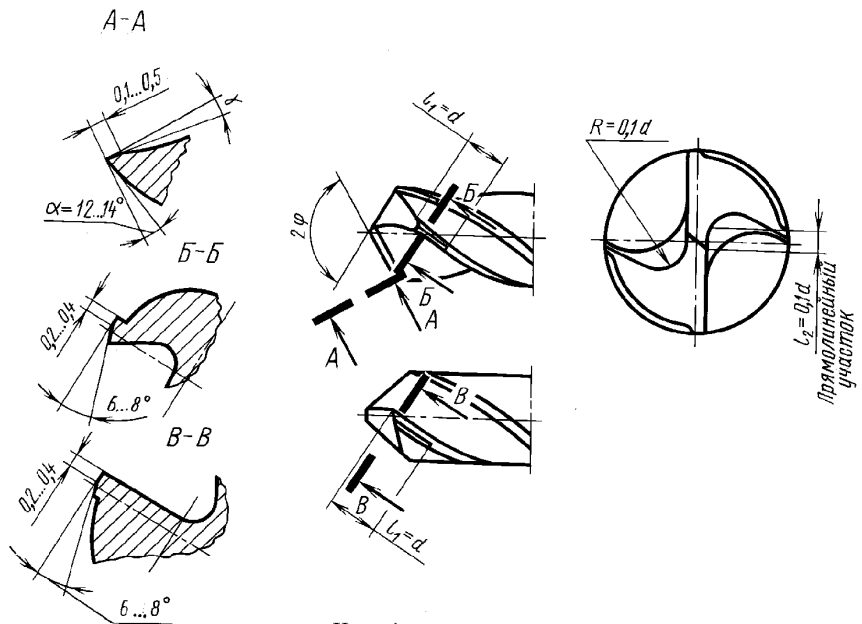 А-А
0,1...0,5
α
α=12...14°
Б-Б
0,2...0,4
6...8°
В-В
0,2...0,4
6...8°
l₁=d
2φ
Б
Б
А
А
В
В
l₁=d
R=0,1d
l₂=0,1d
Прямолинейный
участок